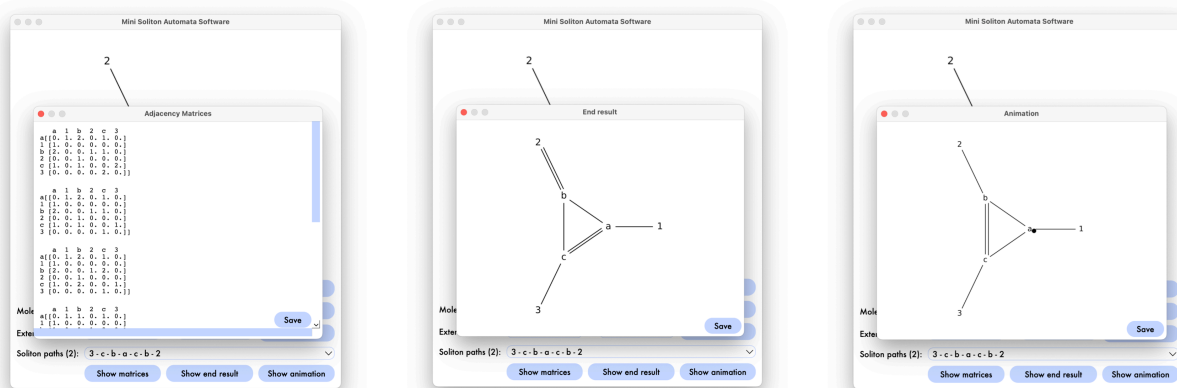 Mini Soliton Automata Software
2
Adjacency Matrices
a 1 b 2 c 3
a[[0. 1. 2. 0. 1. 0.]
1 [1. 0. 0. 0. 0. 0.]
b [2. 0. 0. 1. 1. 0.]
2 [0. 0. 1. 0. 0. 0.]
c [1. 0. 1. 0. 0. 2.]
3 [0. 0. 0. 0. 2. 0.]]
a 1 b 2 c 3
a[[0. 1. 2. 0. 1. 0.]
1 [1. 0. 0. 0. 0. 0.]
b [2. 0. 0. 1. 1. 0.]
2 [0. 0. 1. 0. 0. 0.]
c [1. 0. 1. 0. 0. 1.]
3 [0. 0. 0. 0. 1. 0.]]
a 1 b 2 c 3
a[[0. 1. 2. 0. 1. 0.]
1 [1. 0. 0. 0. 0. 0.]
b [2. 0. 0. 1. 2. 0.]
2 [0. 0. 1. 0. 0. 0.]
c [1. 0. 2. 0. 0. 1.]
3 [0. 0. 0. 0. 1. 0.]]
a 1 b 2 c 3
a[[0. 1. 1. 0. 1. 0.]
1 [1. 0. 0. 0. 0. 0.]
Save
Mole
Exter
Soliton paths (2): 3 - c - b - a - c - b - 2
Show matrices Show end result Show animation
Mini Soliton Automata Software
2
End result
2
b
a 1
c
3
Save
Mole
Exter
Soliton paths (2): 3 - c - b - a - c - b - 2
Show matrices Show end result Show animation
Mini Soliton Automata Software
2
Animation
2
b
a 1
c
3
Save
Mole
Exter
Soliton paths (2): 3 - c - b - a - c - b - 2
Show matrices Show end result Show animation